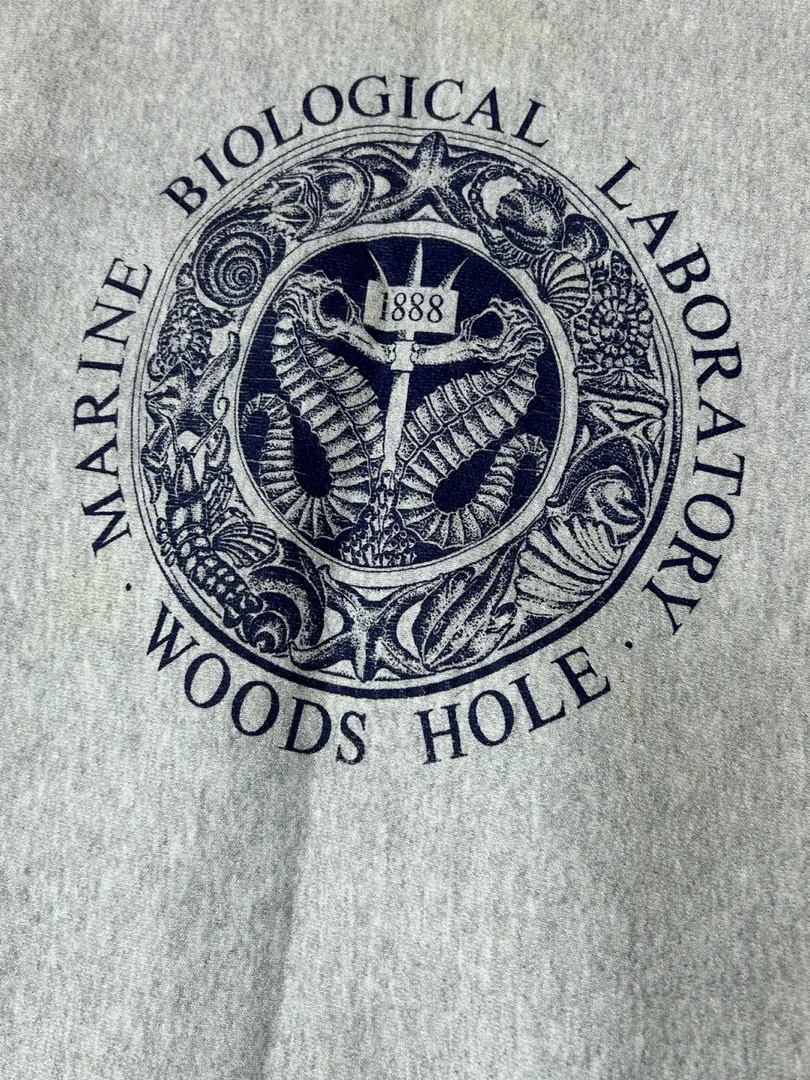 MARINE BIOLOGICAL LABORATORY
· WOODS HOLE ·
1888